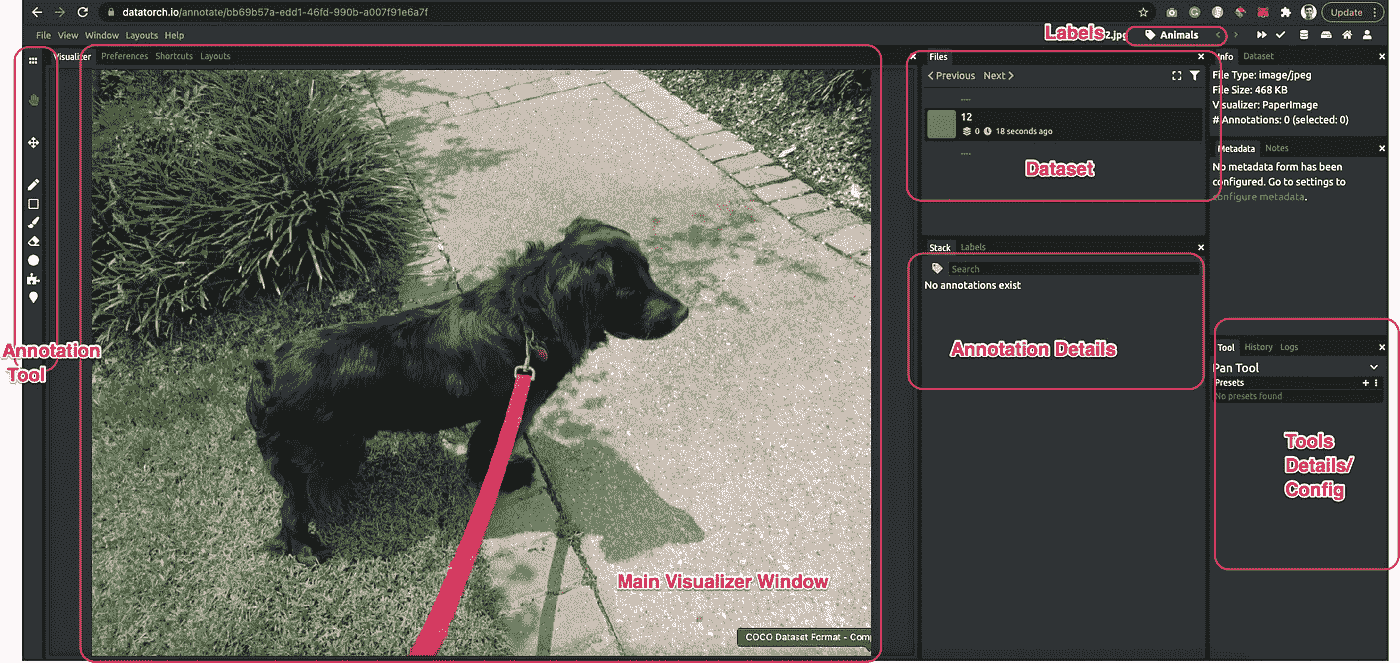 datatorch.io/annotate/bb69b57a-edd1-46fd-990b-a007f91e6a7f
Update
File View Window Layouts Help
Labels
2.jpg
Animals
Visualizer Preferences Shortcuts Layouts
Files
Previous Next
12
0 18 seconds ago
Dataset
Info Dataset
File Type: image/jpeg
File Size: 468 KB
Visualizer: PaperImage
# Annotations: 0 (selected: 0)
Metadata Notes
No metadata form has been
configured. Go to settings to
configure metadata.
Stack Labels
Search
No annotations exist
Annotation Details
Annotation
Tool
Tool History Logs
Pan Tool
Presets
No presets found
Tools
Details/
Config
Main Visualizer Window
COCO Dataset Format - Comp